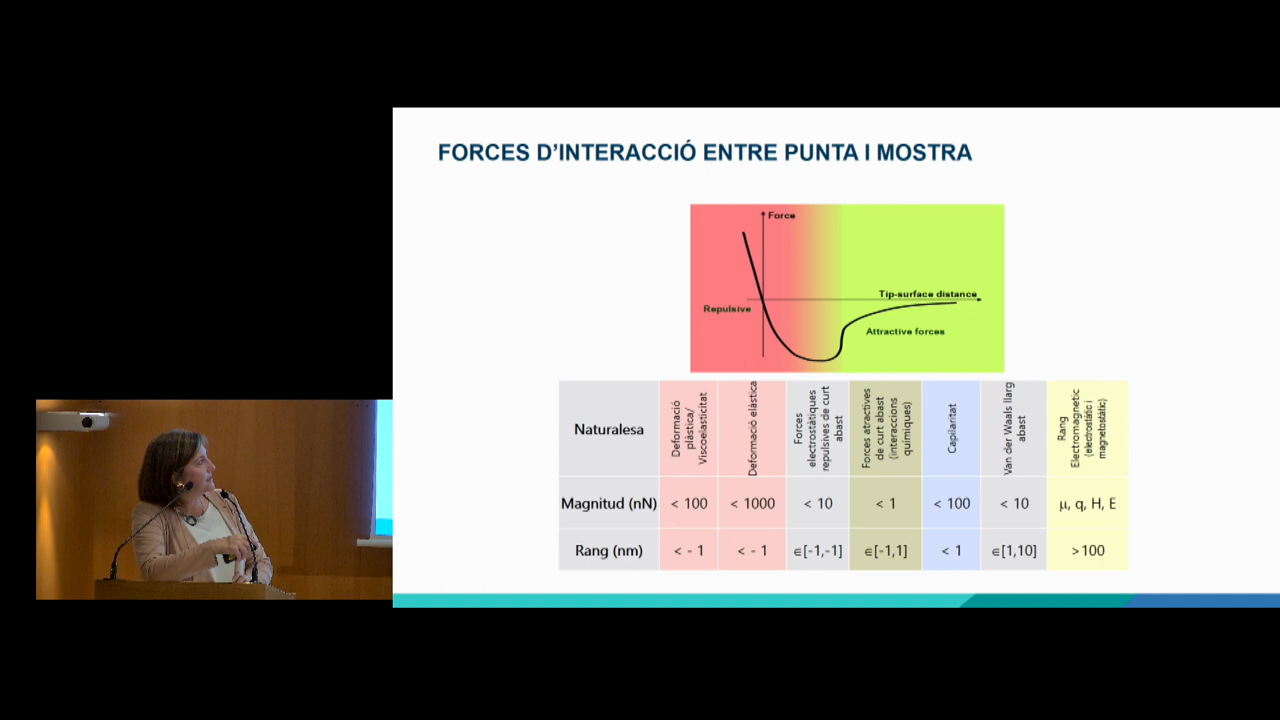 FORCES D'INTERACCIÓ ENTRE PUNTA I MOSTRA
Force
Tip-surface distance
Repulsive
Attractive forces
Naturalesa
Deformació
plàstica/
Viscoelasticitat
Deformació elàstica
Forces
electrostàtiques
repulsives de curt
abast
Forces atractives
de curt abast
(interaccions
químiques)
Capilaritat
Van der Waals llarg
abast
Rang
Electromagnetic
(electrostàtic i
magnetostàtic)
Magnitud (nN)
< 100
< 1000
< 10
< 1
< 100
< 10
μ, q, H, E
Rang (nm)
< - 1
< - 1
∈[-1,-1]
∈[-1,1]
< 1
∈[1,10]
>100